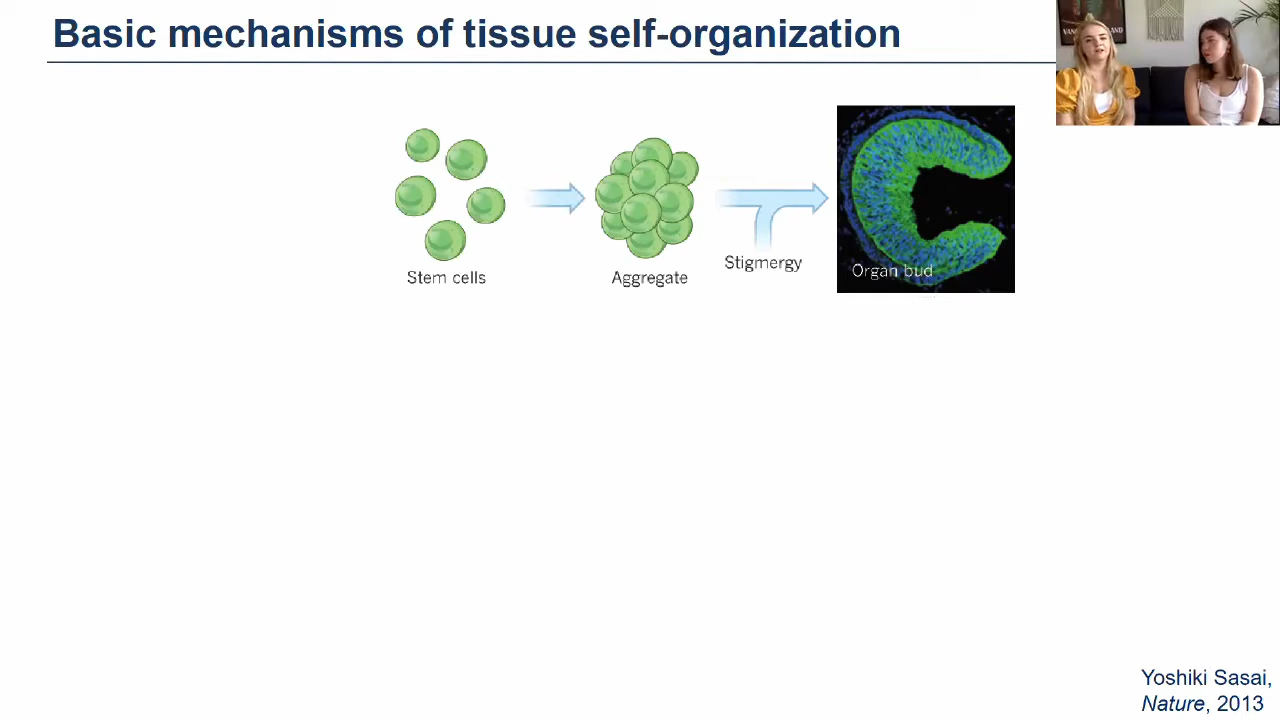 Basic mechanisms of tissue self-organization
Stem cells
Aggregate
Stigmergy
Organ bud
Yoshiki Sasai,
Nature, 2013